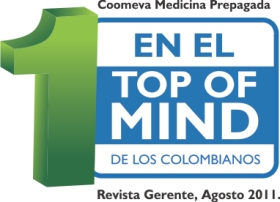 Coomeva Medicina Prepagada
1
EN EL
TOP OF
MIND
DE LOS COLOMBIANOS
Revista Gerente, Agosto 2011.